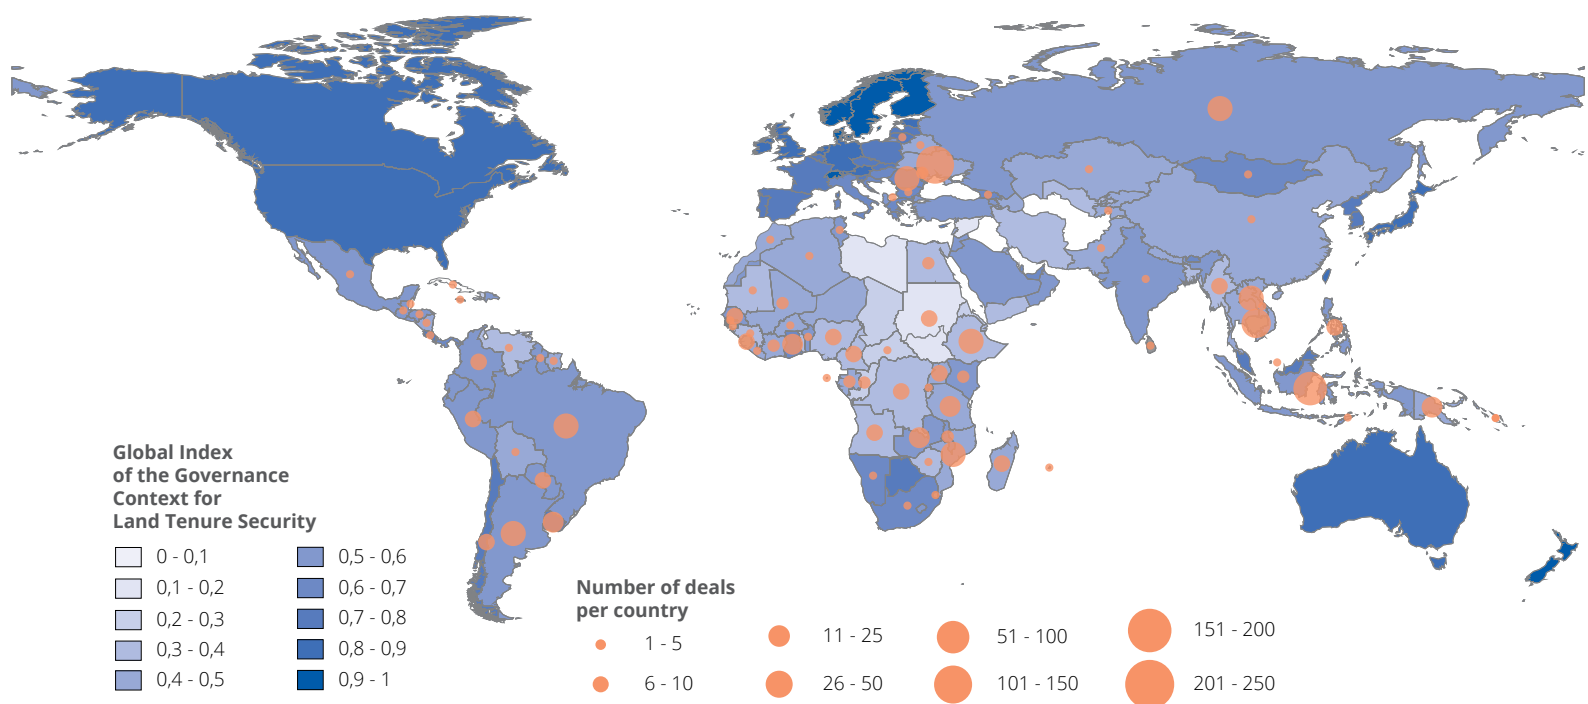 Global Index
of the Governance
Context for
Land Tenure Security
0 - 0,1
0,1 - 0,2
0,2 - 0,3
0,3 - 0,4
0,4 - 0,5
0,5 - 0,6
0,6 - 0,7
0,7 - 0,8
0,8 - 0,9
0,9 - 1
Number of deals
per country
1 - 5
6 - 10
11 - 25
26 - 50
51 - 100
101 - 150
151 - 200
201 - 250